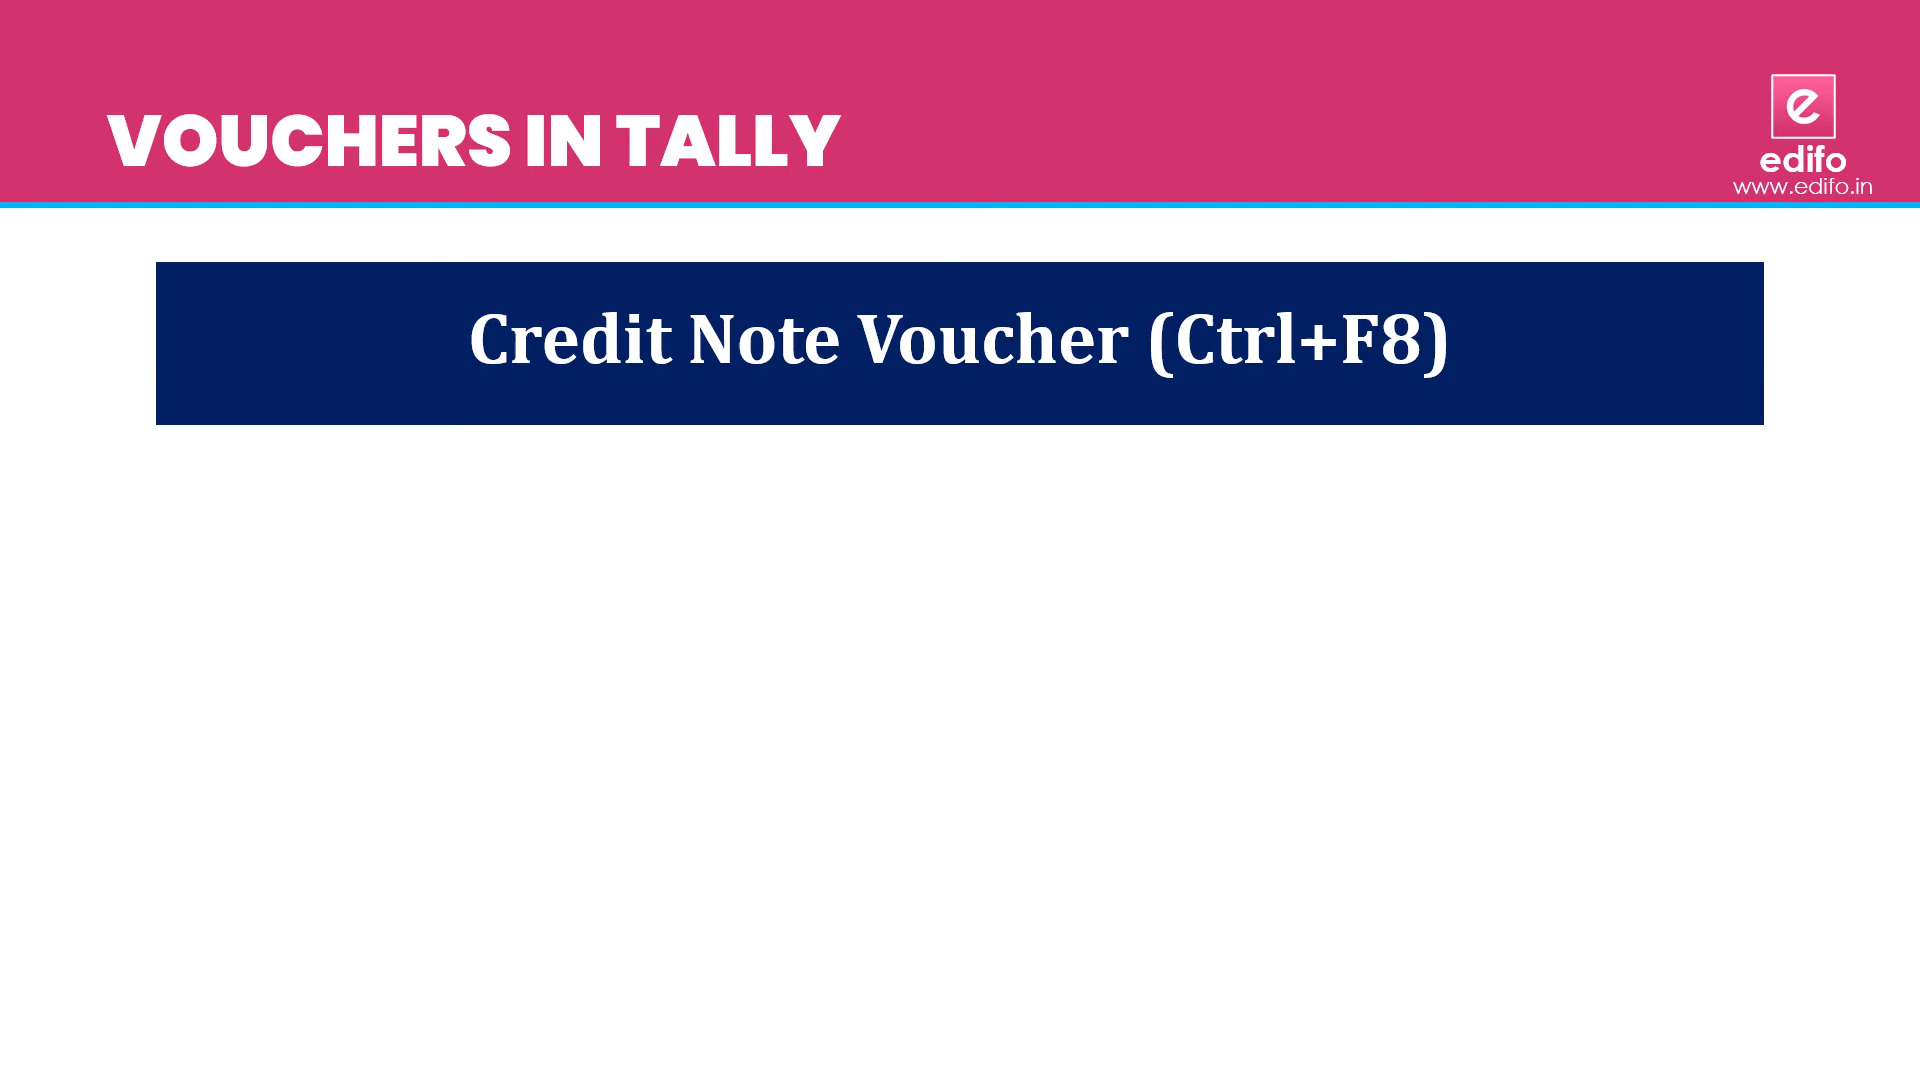 VOUCHERS IN TALLY
e
edifo
www.edifo.in
Credit Note Voucher (Ctrl+F8)